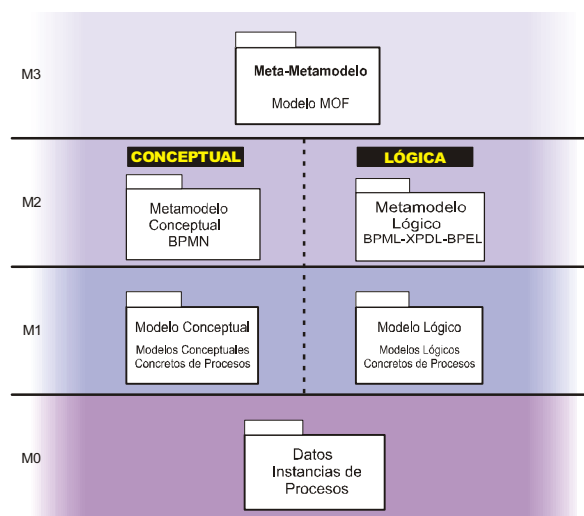 M3
Meta-Metamodelo
Modelo MOF
CONCEPTUAL
LÓGICA
M2
Metamodelo
Conceptual
BPMN
Metamodelo
Lógico
BPML-XPDL-BPEL
M1
Modelo Conceptual
Modelos Conceptuales
Concretos de Procesos
Modelo Lógico
Modelos Lógicos
Concretos de Procesos
M0
Datos
Instancias de
Procesos